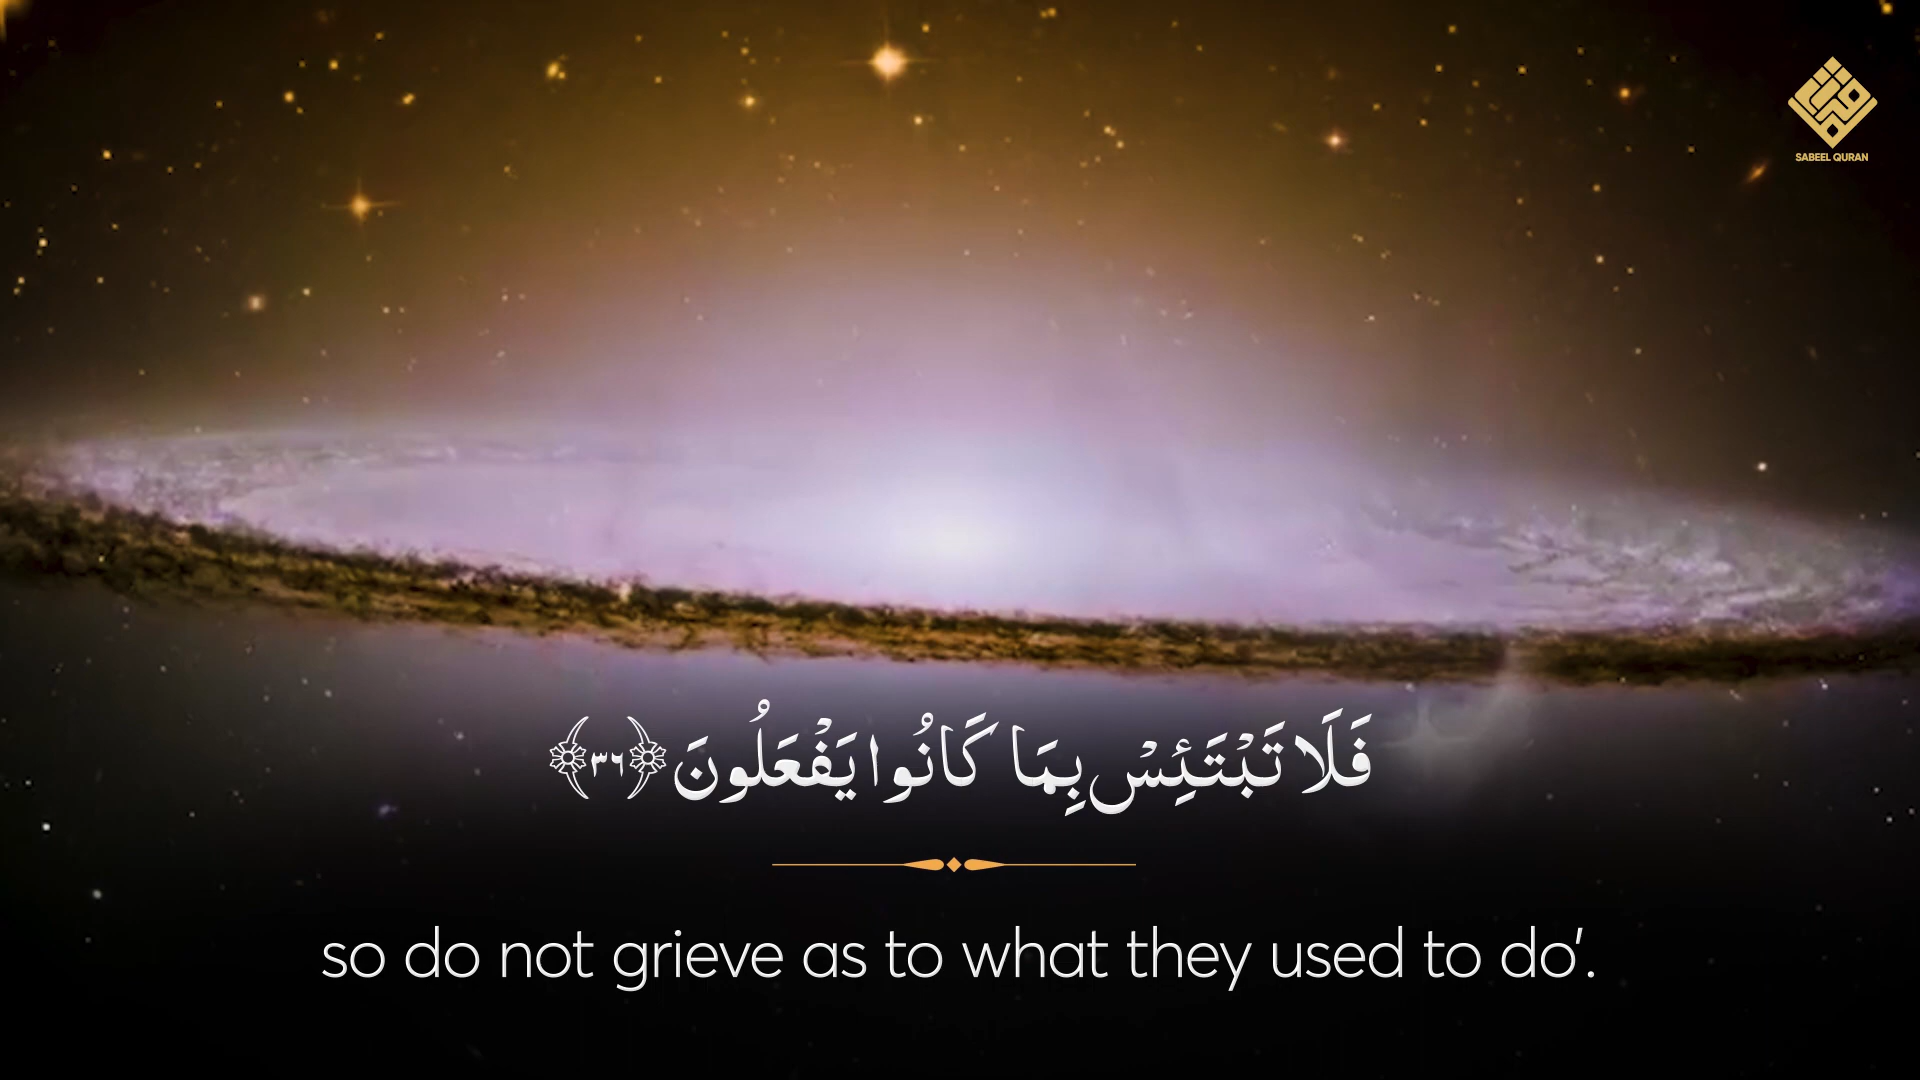 SABEEL QURAN
فَلَا تَبْتَئِسْ بِمَا كَانُوا يَفْعَلُونَ ﴿٣٦﴾
so do not grieve as to what they used to do’.